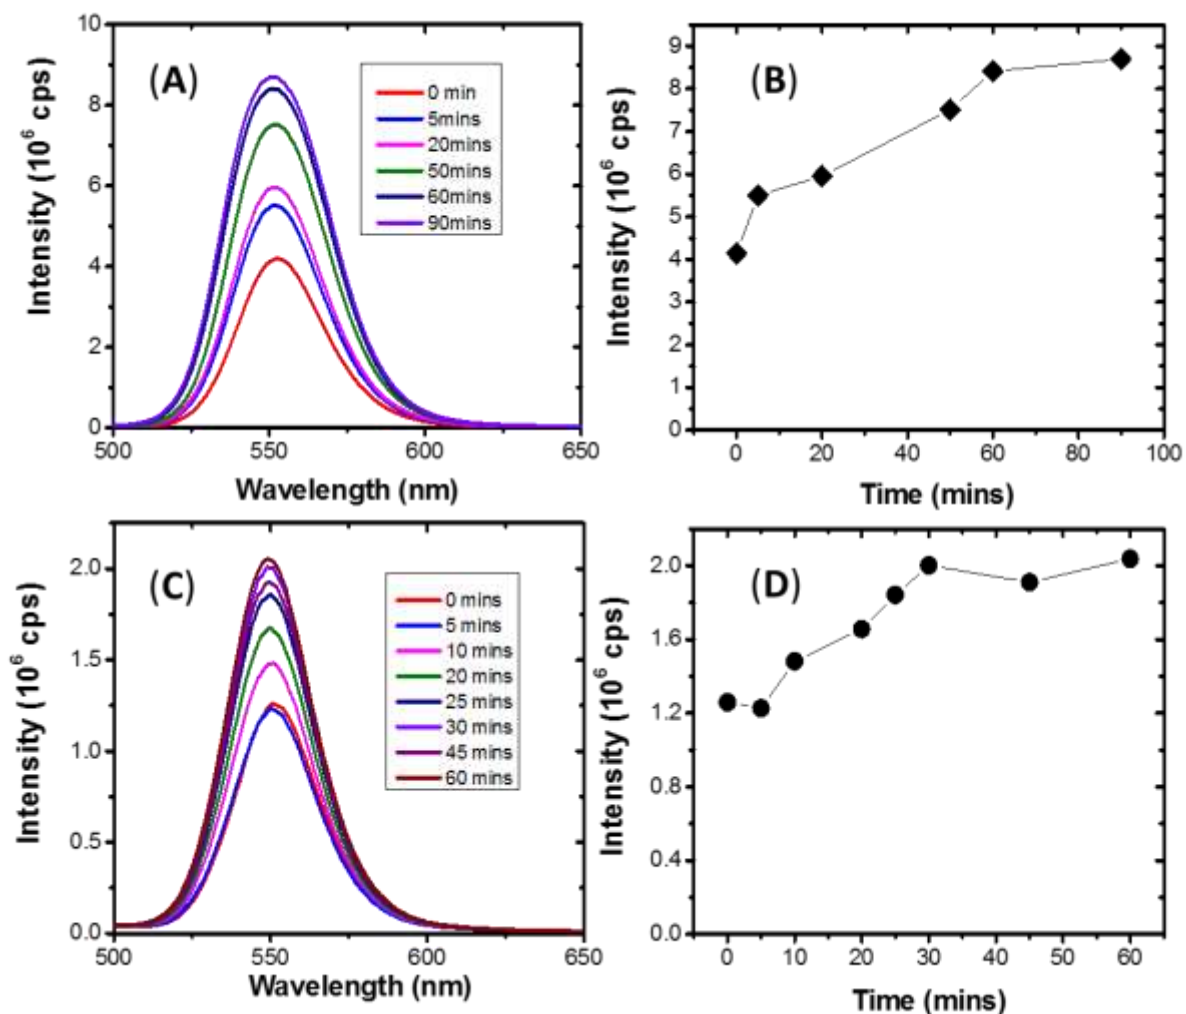 (A)
Intensity (10⁶ cps)
10
8
6
4
2
0
500 550 600 650
Wavelength (nm)
0 min
5mins
20mins
50mins
60mins
90mins
(B)
Intensity (10⁶ cps)
9
8
7
6
5
4
3
2
1
0
0 20 40 60 80 100
Time (mins)
(C)
Intensity (10⁶ cps)
2.0
1.5
1.0
0.5
0.0
500 550 600 650
Wavelength (nm)
0 mins
5 mins
10 mins
20 mins
25 mins
30 mins
45 mins
60 mins
(D)
Intensity (10⁶ cps)
2.0
1.6
1.2
0.8
0.4
0.0
0 10 20 30 40 50 60
Time (mins)